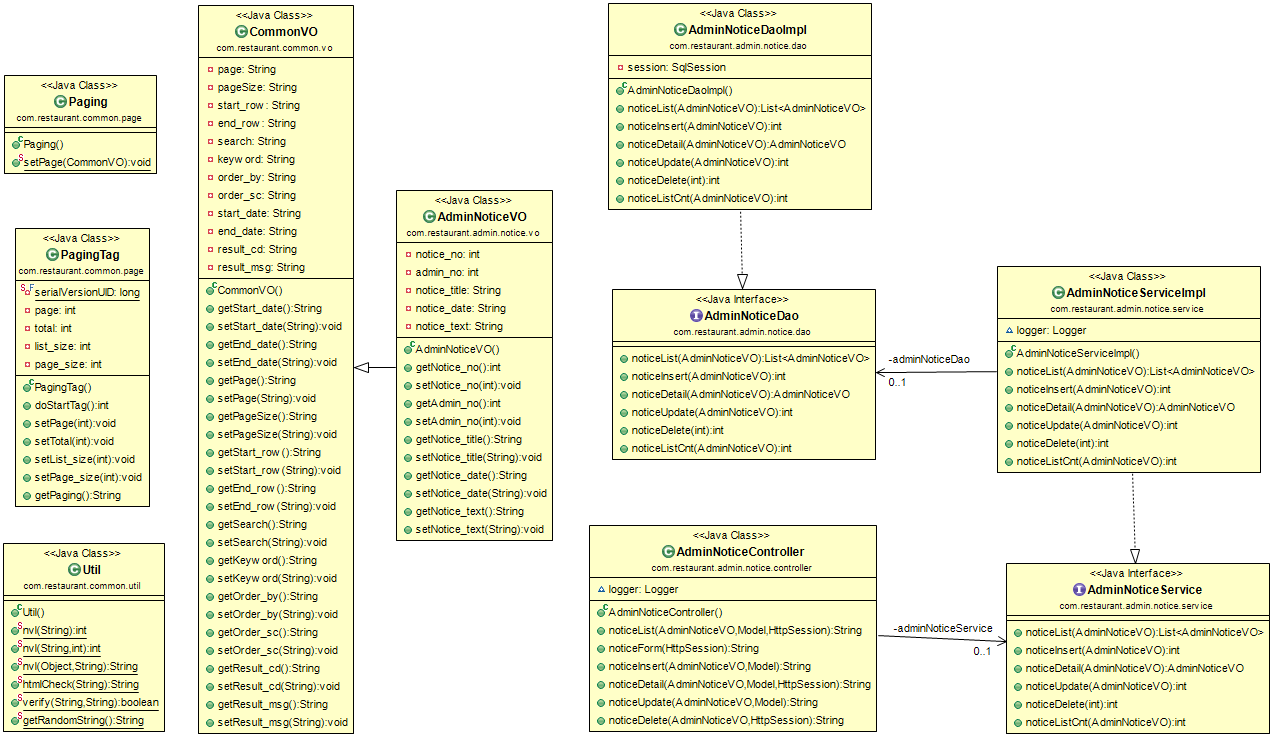 <<Java Class>>
Paging
com.restaurant.common.page
Paging()
setPage(CommonVO):void
<<Java Class>>
PagingTag
com.restaurant.common.page
serialVersionUID: long
page: int
total: int
list_size: int
page_size: int
PagingTag()
doStartTag():int
setPage(int):void
setTotal(int):void
setList_size(int):void
setPage_size(int):void
getPaging():String
<<Java Class>>
Util
com.restaurant.common.util
Util()
nvl(String):int
nvl(String,int):int
nvl(Object,String):String
htmlCheck(String):String
verify(String,String):boolean
getRandomString():String
<<Java Class>>
CommonVO
com.restaurant.common.vo
page: String
pageSize: String
start_row: String
end_row: String
search: String
keyword: String
order_by: String
order_sc: String
start_date: String
end_date: String
result_cd: String
result_msg: String
CommonVO()
getStart_date():String
setStart_date(String):void
getEnd_date():String
setEnd_date(String):void
getPage():String
setPage(String):void
getPageSize():String
setPageSize(String):void
getStart_row():String
setStart_row(String):void
getEnd_row():String
setEnd_row(String):void
getSearch():String
setSearch(String):void
getKeyword():String
setKeyword(String):void
getOrder_by():String
setOrder_by(String):void
getOrder_sc():String
setOrder_sc(String):void
getResult_cd():String
setResult_cd(String):void
getResult_msg():String
setResult_msg(String):void
<<Java Class>>
AdminNoticeVO
com.restaurant.admin.notice.vo
notice_no: int
admin_no: int
notice_title: String
notice_date: String
notice_text: String
AdminNoticeVO()
getNotice_no():int
setNotice_no(int):void
getAdmin_no():int
setAdmin_no(int):void
getNotice_title():String
setNotice_title(String):void
getNotice_date():String
setNotice_date(String):void
getNotice_text():String
setNotice_text(String):void
<<Java Class>>
AdminNoticeDaoImpl
com.restaurant.admin.notice.dao
session: SqlSession
AdminNoticeDaoImpl()
noticeList(AdminNoticeVO):List<AdminNoticeVO>
noticeInsert(AdminNoticeVO):int
noticeDetail(AdminNoticeVO):AdminNoticeVO
noticeUpdate(AdminNoticeVO):int
noticeDelete(int):int
noticeListCnt(AdminNoticeVO):int
<<Java Interface>>
AdminNoticeDao
com.restaurant.admin.notice.dao
noticeList(AdminNoticeVO):List<AdminNoticeVO>
noticeInsert(AdminNoticeVO):int
noticeDetail(AdminNoticeVO):AdminNoticeVO
noticeUpdate(AdminNoticeVO):int
noticeDelete(int):int
noticeListCnt(AdminNoticeVO):int
-adminNoticeDao
0..1
<<Java Class>>
AdminNoticeServiceImpl
com.restaurant.admin.notice.service
logger: Logger
AdminNoticeServiceImpl()
noticeList(AdminNoticeVO):List<AdminNoticeVO>
noticeInsert(AdminNoticeVO):int
noticeDetail(AdminNoticeVO):AdminNoticeVO
noticeUpdate(AdminNoticeVO):int
noticeDelete(int):int
noticeListCnt(AdminNoticeVO):int
<<Java Class>>
AdminNoticeController
com.restaurant.admin.notice.controller
logger: Logger
AdminNoticeController()
noticeList(AdminNoticeVO,Model,HttpSession):String
noticeForm(HttpSession):String
noticeInsert(AdminNoticeVO,Model):String
noticeDetail(AdminNoticeVO,Model,HttpSession):String
noticeUpdate(AdminNoticeVO,Model):String
noticeDelete(AdminNoticeVO,HttpSession):String
-adminNoticeService
0..1
<<Java Interface>>
AdminNoticeService
com.restaurant.admin.notice.service
noticeList(AdminNoticeVO):List<AdminNoticeVO>
noticeInsert(AdminNoticeVO):int
noticeDetail(AdminNoticeVO):AdminNoticeVO
noticeUpdate(AdminNoticeVO):int
noticeDelete(int):int
noticeListCnt(AdminNoticeVO):int